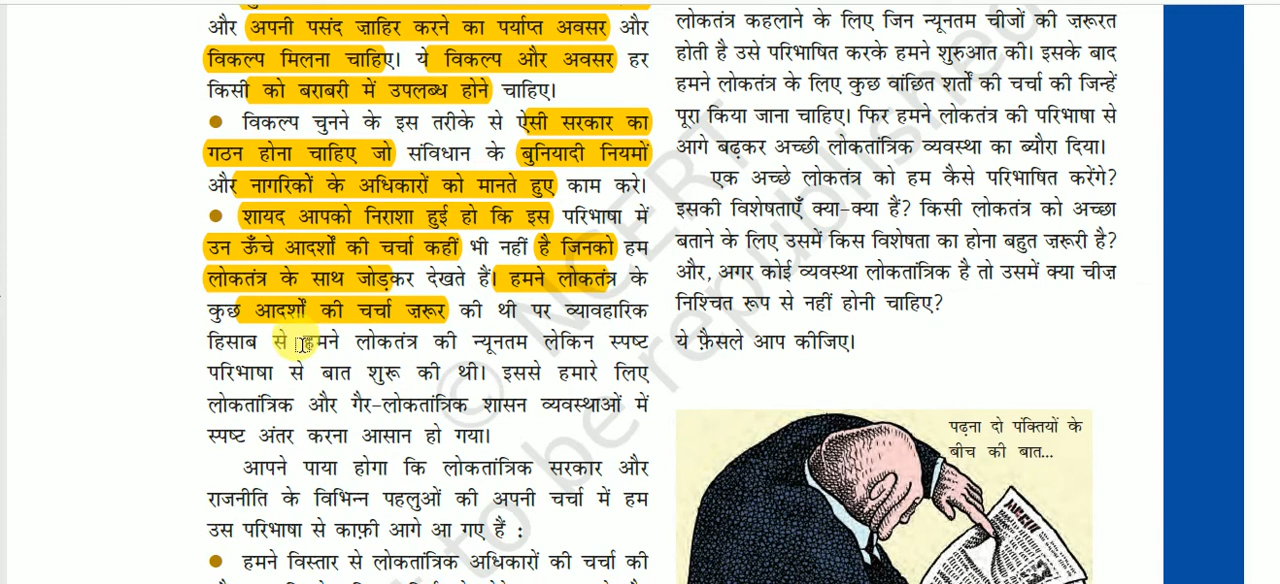 और अपनी पसंद ज़ाहिर करने का पर्याप्त अवसर और
विकल्प मिलना चाहिए। ये विकल्प और अवसर हर
किसी को बराबरी में उपलब्ध होने चाहिए।
● विकल्प चुनने के इस तरीके से ऐसी सरकार का
गठन होना चाहिए जो संविधान के बुनियादी नियमों
और नागरिकों के अधिकारों को मानते हुए काम करे।
● शायद आपको निराशा हुई हो कि इस परिभाषा में
उन ऊँचे आदर्शों की चर्चा कहीं भी नहीं है जिनको हम
लोकतंत्र के साथ जोड़कर देखते हैं। हमने लोकतंत्र के
कुछ आदर्शों की चर्चा ज़रूर की थी पर व्यावहारिक
हिसाब से हमने लोकतंत्र की न्यूनतम लेकिन स्पष्ट
परिभाषा से बात शुरू की थी। इससे हमारे लिए
लोकतांत्रिक और गैर-लोकतांत्रिक शासन व्यवस्थाओं में
स्पष्ट अंतर करना आसान हो गया।
आपने पाया होगा कि लोकतांत्रिक सरकार और
राजनीति के विभिन्न पहलुओं की अपनी चर्चा में हम
उस परिभाषा से काफ़ी आगे आ गए हैं :
● हमने विस्तार से लोकतांत्रिक अधिकारों की चर्चा की
लोकतंत्र कहलाने के लिए जिन न्यूनतम चीजों की ज़रूरत
होती है उसे परिभाषित करके हमने शुरुआत की। इसके बाद
हमने लोकतंत्र के लिए कुछ वांछित शर्तों की चर्चा की जिन्हें
पूरा किया जाना चाहिए। फिर हमने लोकतंत्र की परिभाषा से
आगे बढ़कर अच्छी लोकतांत्रिक व्यवस्था का ब्यौरा दिया।
एक अच्छे लोकतंत्र को हम कैसे परिभाषित करेंगे?
इसकी विशेषताएँ क्या-क्या हैं? किसी लोकतंत्र को अच्छा
बताने के लिए उसमें किस विशेषता का होना बहुत ज़रूरी है?
और, अगर कोई व्यवस्था लोकतांत्रिक है तो उसमें क्या चीज़
निश्चित रूप से नहीं होनी चाहिए?
ये फ़ैसले आप कीजिए।
पढ़ना दो पंक्तियों के
बीच की बात...
© NCERT
to be republished